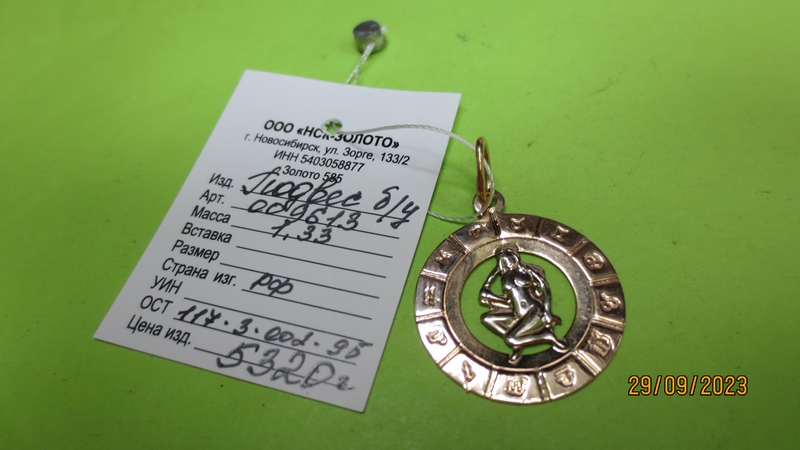 ООО «НСК-ЗОЛОТО»
г. Новосибирск, ул. Зорге, 133/2
ИНН 5403058877
Золото 585
Изд. Подвес б/у
Арт. 000613
Масса 1,33
Вставка
Размер
Страна изг. РФ
УИН
ОСТ 117-3-002-95
Цена изд. 5320
29/09/2023